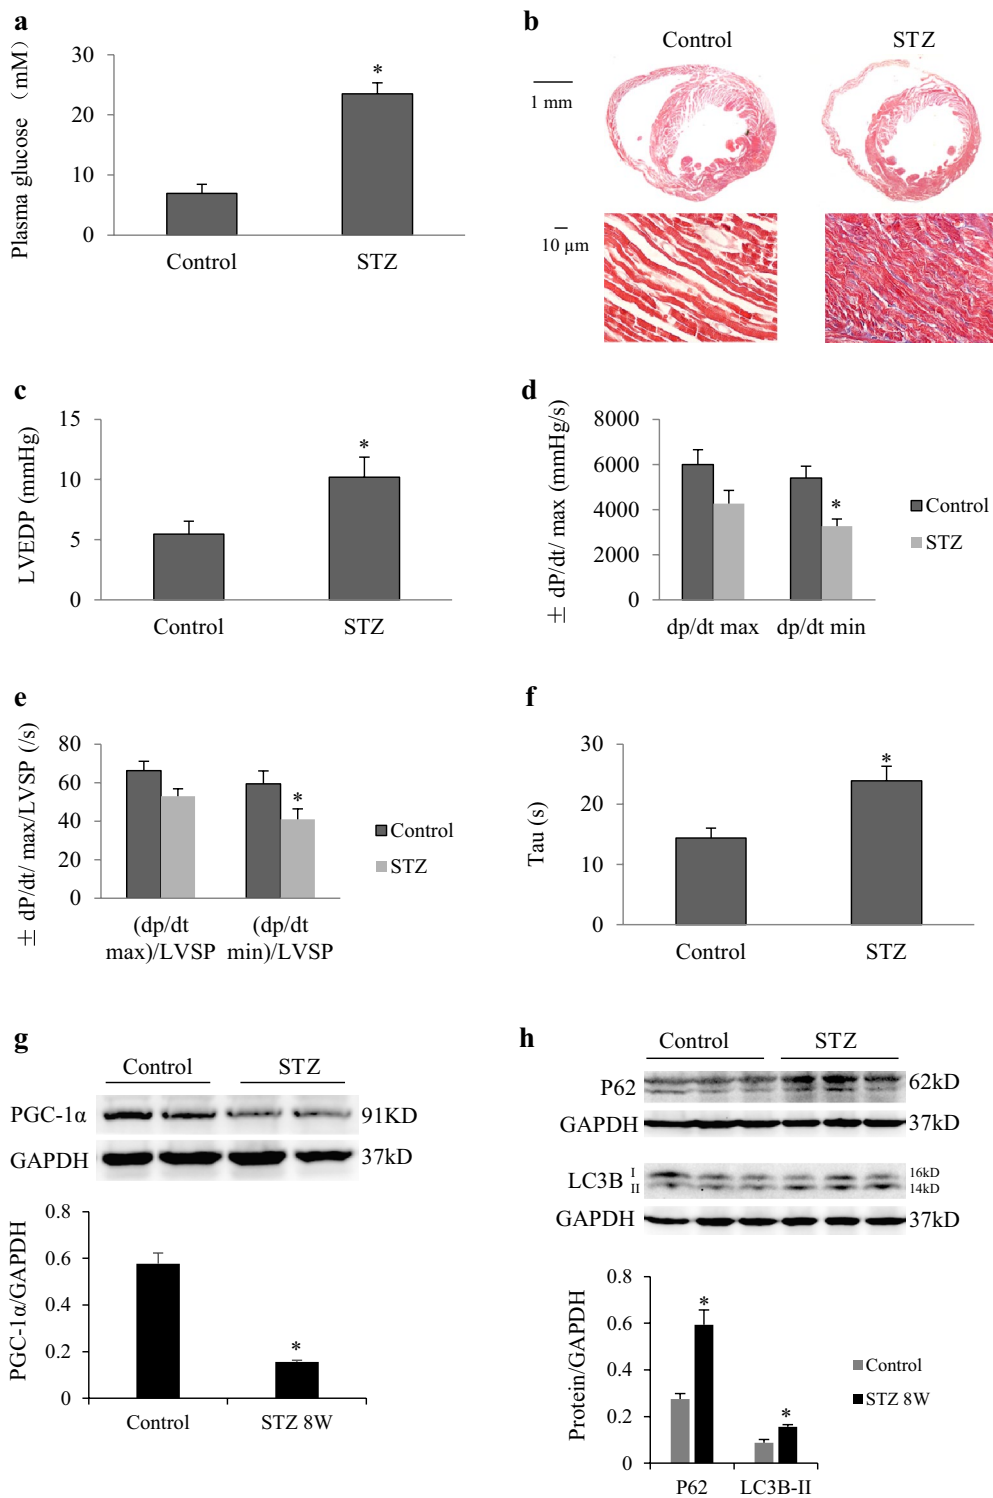 a
Plasma glucose （mM）
30
20
10
0
*
Control STZ
b
Control STZ
1 mm
10 µm
c
LVEDP (mmHg)
15
10
5
0
*
Control STZ
d
± dP/dt/ max (mmHg/s)
8000
6000
4000
2000
0
*
dp/dt max dp/dt min
Control
STZ
e
± dP/dt/ max/LVSP (/s)
80
60
40
20
0
*
(dp/dt max)/LVSP
(dp/dt min)/LVSP
Control
STZ
f
Tau (s)
30
20
10
0
*
Control STZ
g
Control STZ
PGC-1α 91KD
GAPDH 37kD
PGC-1α/GAPDH
0.8
0.6
0.4
0.2
0
*
Control STZ 8W
h
Control STZ
P62 62kD
GAPDH 37kD
LC3B I 16kD
II 14kD
GAPDH 37kD
Protein/GAPDH
0.8
0.6
0.4
0.2
0
*
*
P62 LC3B-II
Control
STZ 8W